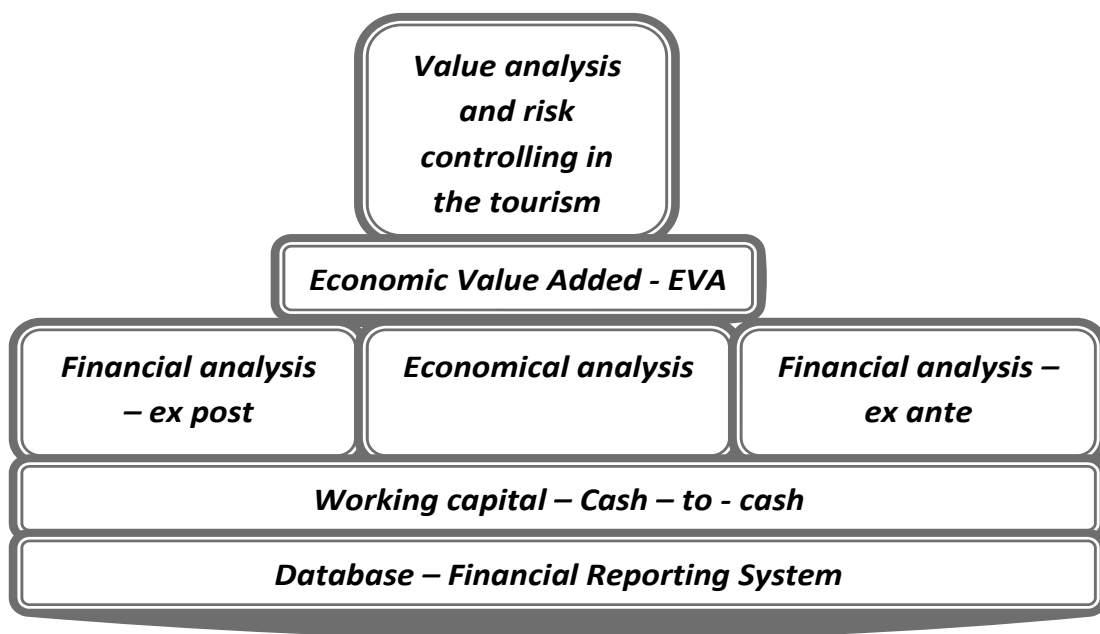 Value analysis
and risk
controlling in
the tourism
Economic Value Added - EVA
Financial analysis
– ex post
Economical analysis
Financial analysis –
ex ante
Working capital – Cash – to - cash
Database – Financial Reporting System